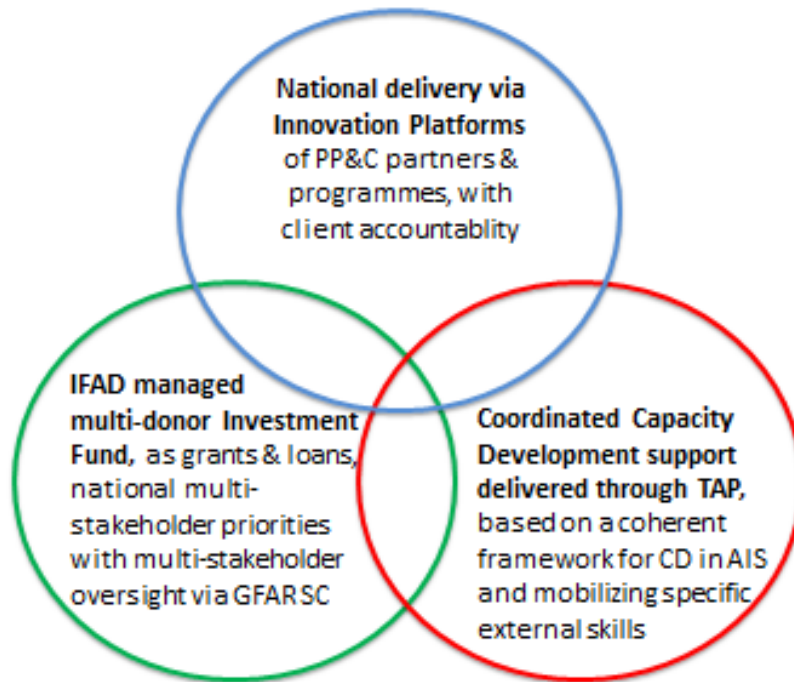 National delivery via
Innovation Platforms
of PP&C partners &
programmes, with
client accountablity
IFAD managed
multi-donor Investment
Fund, as grants & loans,
national multi-
stakeholder priorities
with multi-stakeholder
oversight via GFAR SC
Coordinated Capacity
Development support
delivered through TAP,
based on a coherent
framework for CD in AIS
and mobilizing specific
external skills